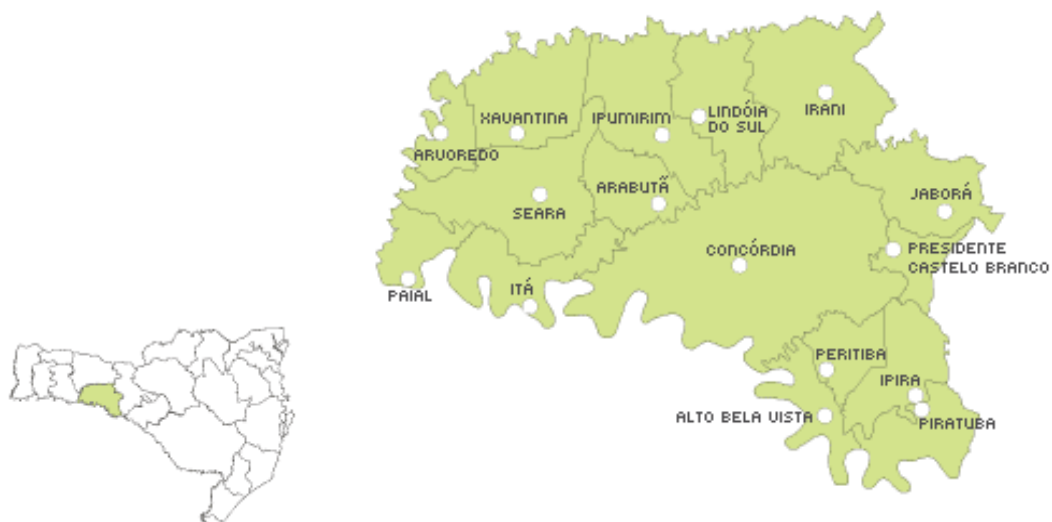 XAVANTINA
IPUMIRIM
LINDÓIA
DO SUL
IRANI
ARVOREDO
ARABUTÃ
SEARA
JABORÁ
CONCÓRDIA
PRESIDENTE
CASTELO BRANCO
PAIAL
ITÁ
PERITIBA
IPIRA
ALTO BELA VISTA
PIRATUBA